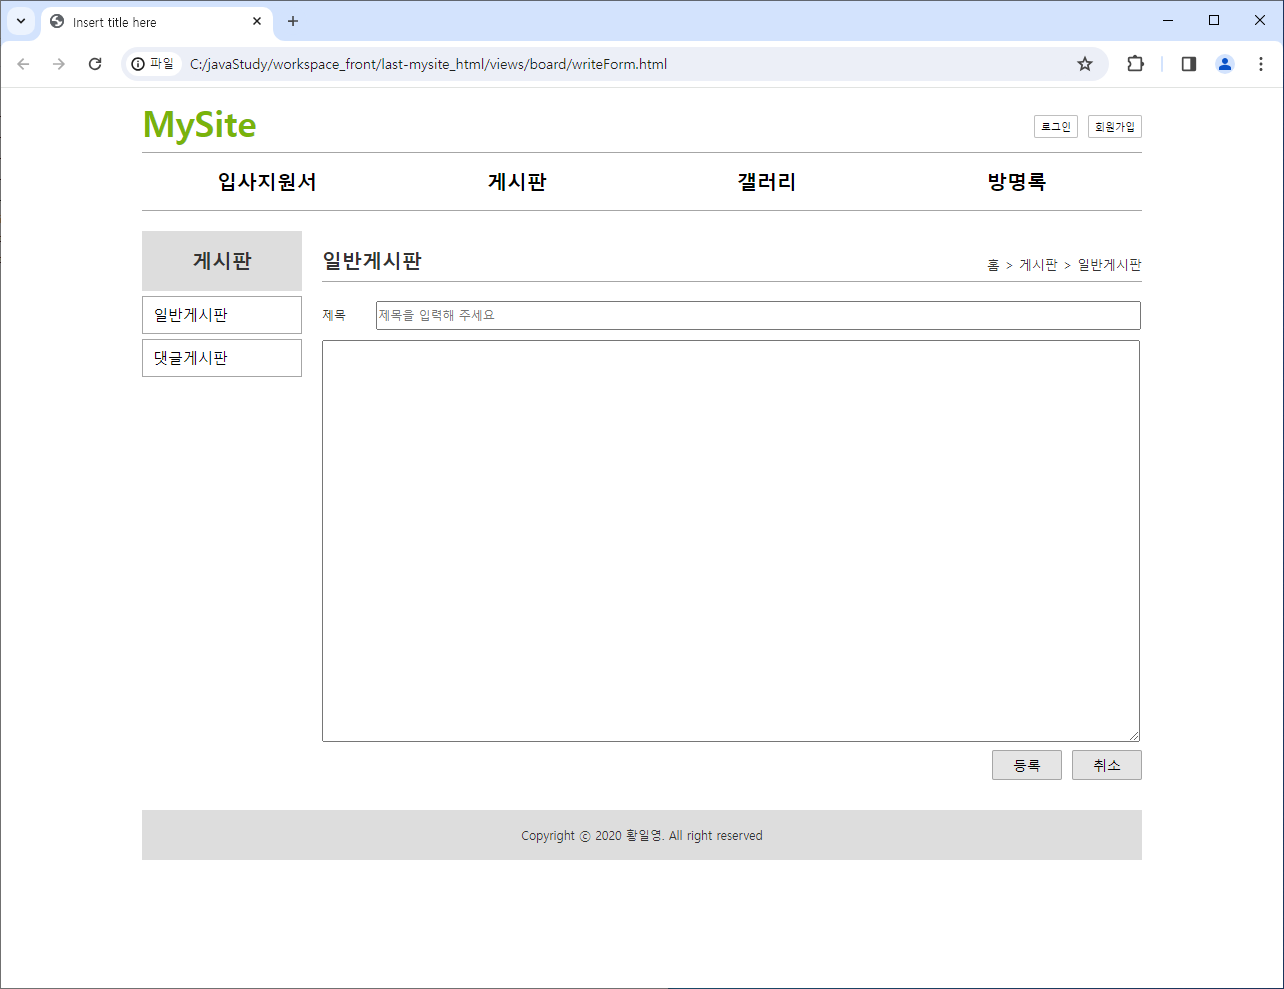 Insert title here
파일 C:/javaStudy/workspace_front/last-mysite_html/views/board/writeForm.html
MySite
로그인 회원가입
입사지원서 게시판 갤러리 방명록
게시판
일반게시판
댓글게시판
일반게시판
홈 > 게시판 > 일반게시판
제목 제목을 입력해 주세요
등록 취소
Copyright ⓒ 2020 황일영. All right reserved